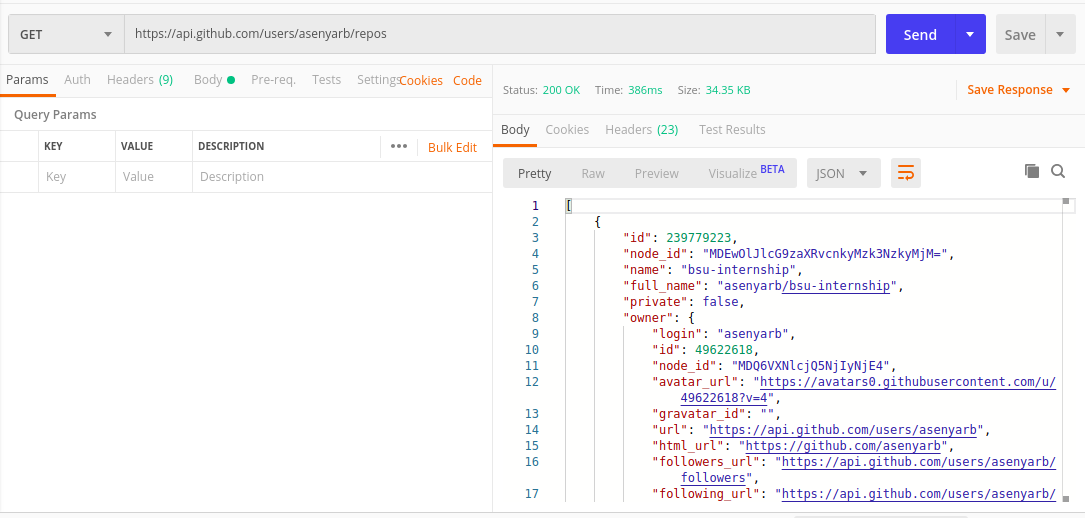 GET https://api.github.com/users/asenyarb/repos Send Save
Params Auth Headers (9) Body Pre-req. Tests Settings Cookies Code
Query Params
KEY VALUE DESCRIPTION ••• Bulk Edit
Key Value Description
Status: 200 OK Time: 386ms Size: 34.35 KB Save Response
Body Cookies Headers (23) Test Results
Pretty Raw Preview Visualize BETA JSON
1 [
2 {
3 "id": 239779223,
4 "node_id": "MDEwOlJlcG9zaXRvcnkyMzk3NzkyMjM=",
5 "name": "bsu-internship",
6 "full_name": "asenyarb/bsu-internship",
7 "private": false,
8 "owner": {
9 "login": "asenyarb",
10 "id": 49622618,
11 "node_id": "MDQ6VXNlcjQ5NjIyNjE4",
12 "avatar_url": "https://avatars0.githubusercontent.com/u/
49622618?v=4",
13 "gravatar_id": "",
14 "url": "https://api.github.com/users/asenyarb",
15 "html_url": "https://github.com/asenyarb",
16 "followers_url": "https://api.github.com/users/asenyarb/
followers",
17 "following_url": "https://api.github.com/users/asenyarb/